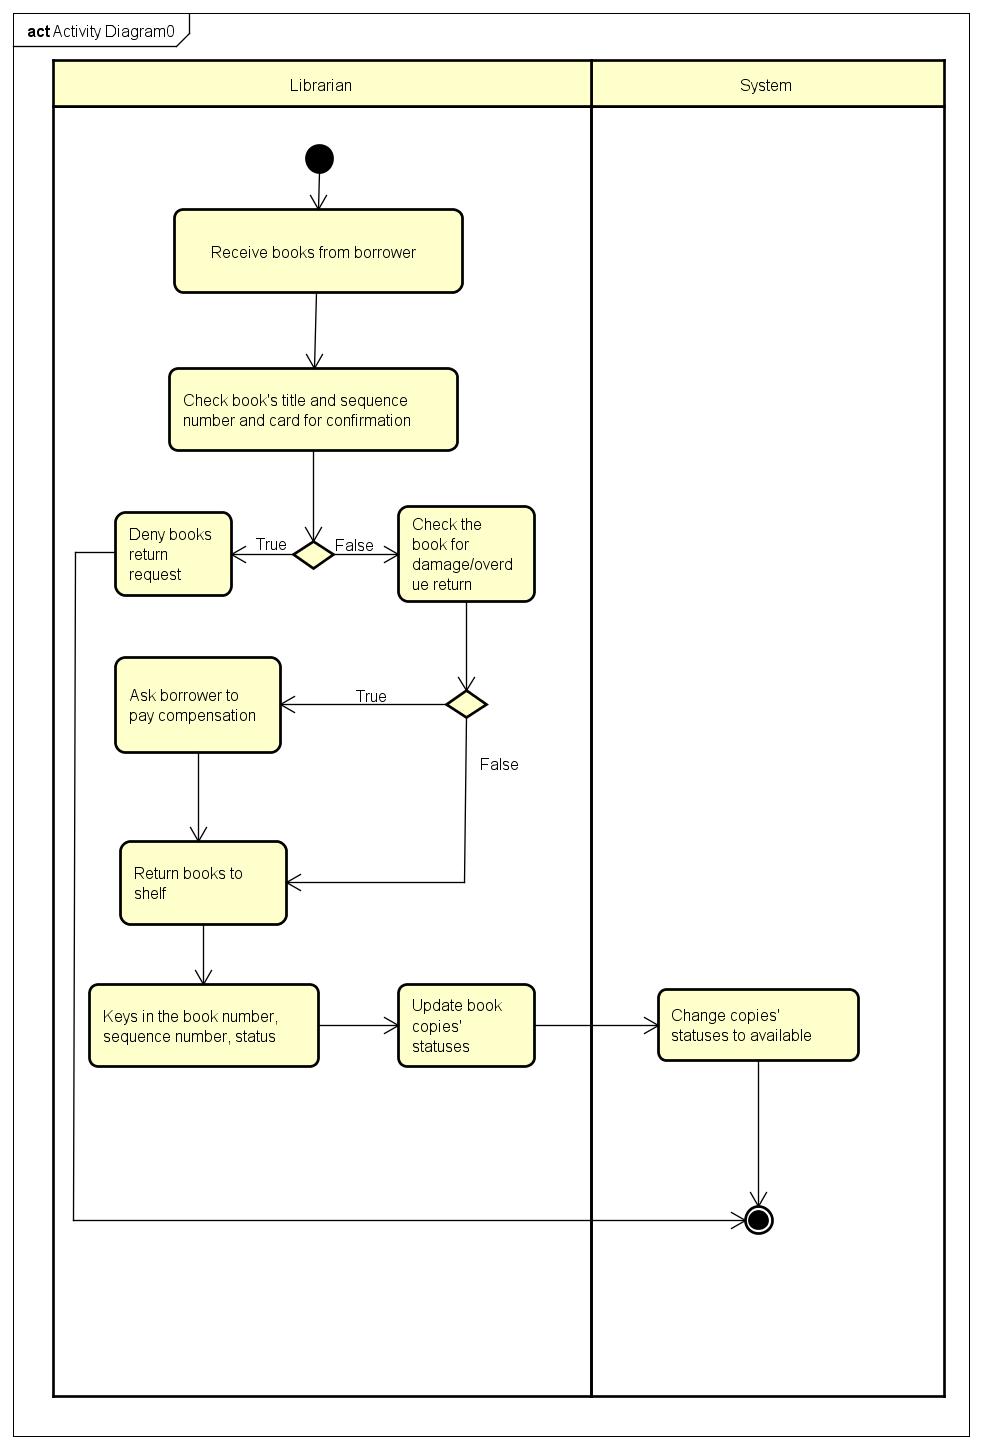 act Activity Diagram0
Librarian
System
Receive books from borrower
Check book's title and sequence
number and card for confirmation
Deny books
return
request
True
False
Check the
book for
damage/overd
ue return
Ask borrower to
pay compensation
True
False
Return books to
shelf
Keys in the book number,
sequence number, status
Update book
copies'
statuses
Change copies'
statuses to available